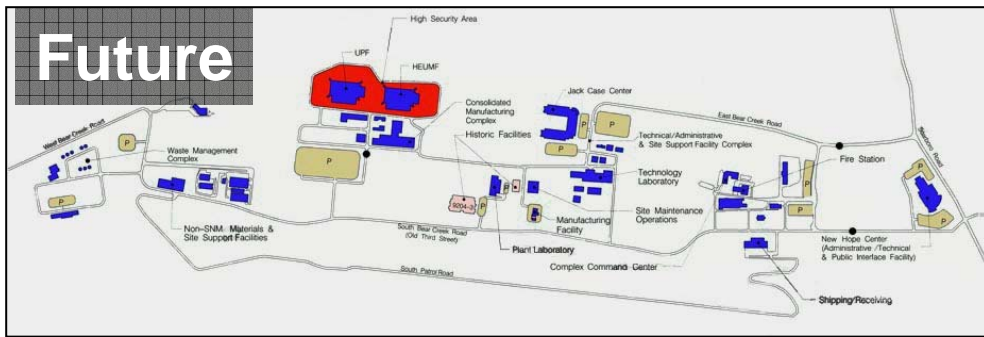 Future
High Security Area
UPF
HEUMF
Jack Case Center
Consolidated
Manufacturing
Complex
Historic Facilities
P
P
East Bear Creek Road
Scarboro Road
West Bear Creek Road
P
Waste Management
Complex
P
P
Technical/Administrative
& Site Support Facility Complex
Fire Station
P
P
Technology
Laboratory
P
P
9204-3
P
P
Site Maintenance
Operations
Manufacturing
Facility
P
P
Non-SNM Materials &
Site Support Facilities
South Bear Creek Road
(Old Third Street)
Plant Laboratory
New Hope Center
(Administrative /Technical
& Public Interface Facility)
South Patrol Road
Complex Command Center
Shipping/Receiving